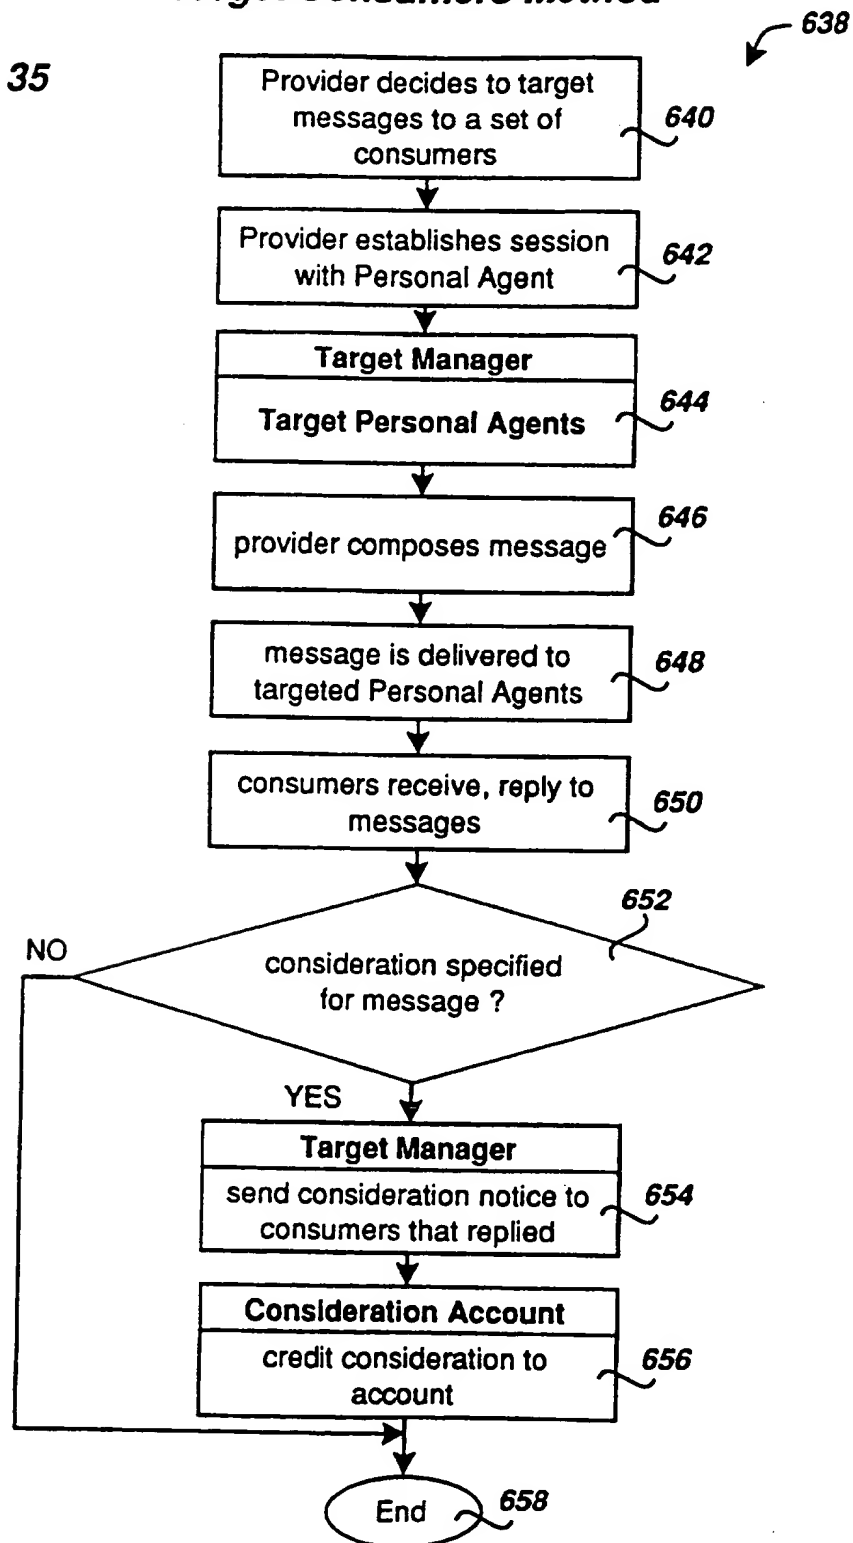 Target Consumers Method
638
35
Provider decides to target
messages to a set of
consumers
640
Provider establishes session
with Personal Agent
642
Target Manager
Target Personal Agents
644
provider composes message
646
message is delivered to
targeted Personal Agents
648
consumers receive, reply to
messages
650
652
NO
consideration specified
for message ?
YES
Target Manager
send consideration notice to
consumers that replied
654
Consideration Account
credit consideration to
account
656
End
658